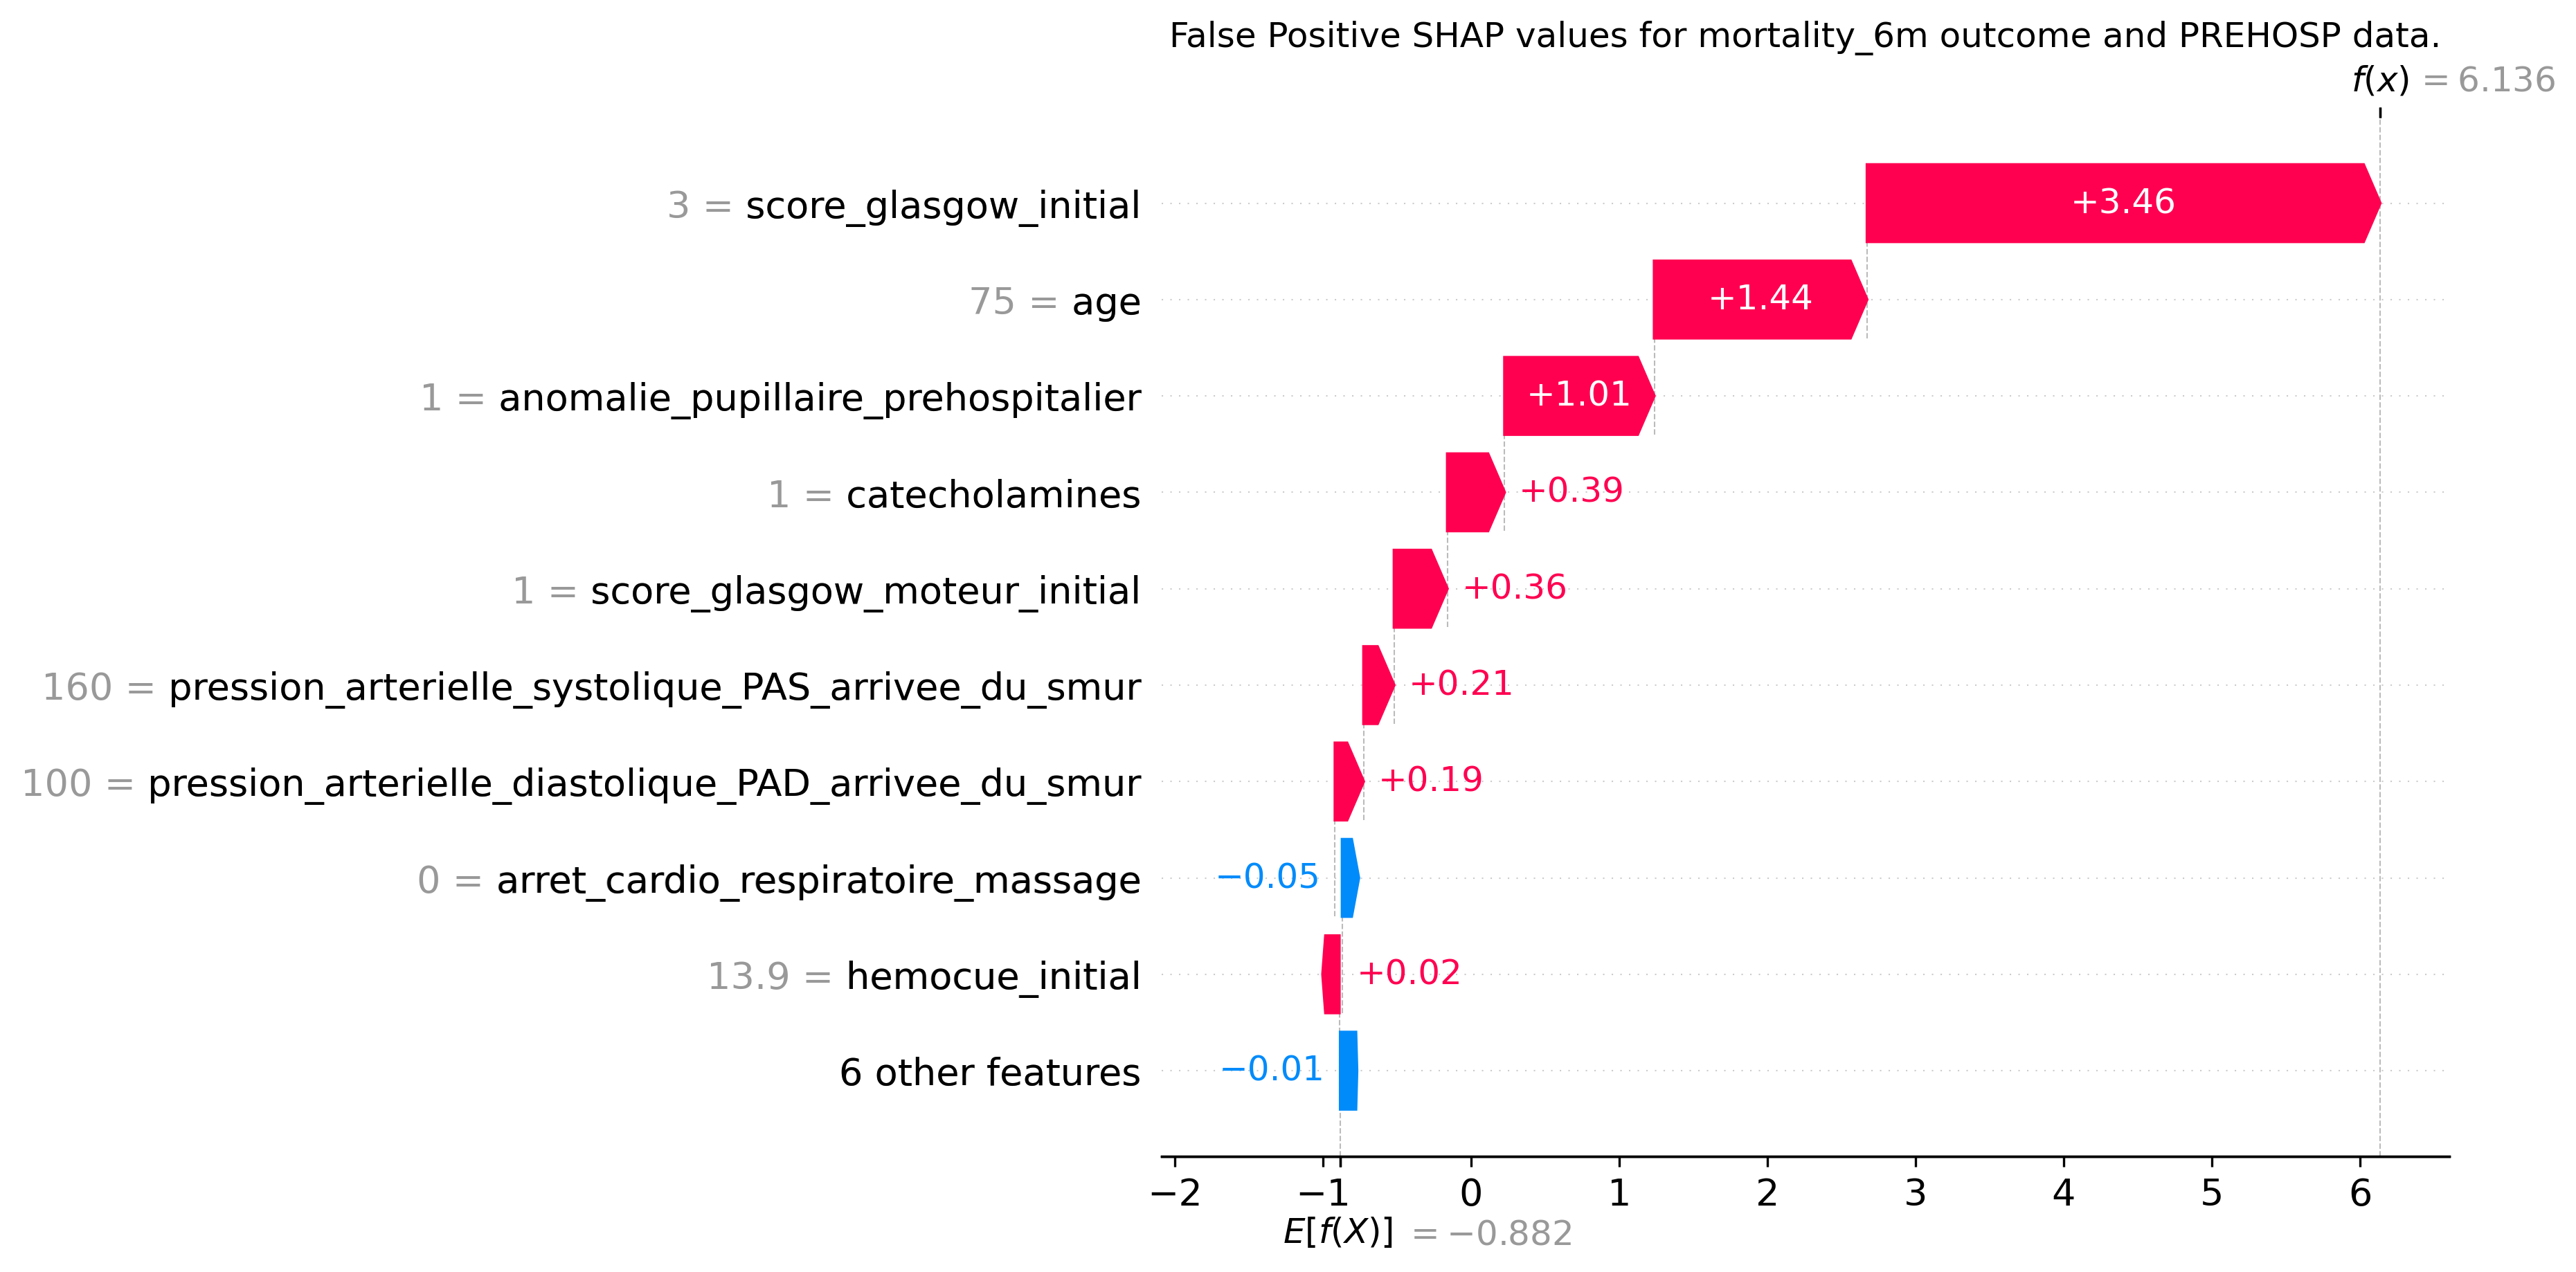 False Positive SHAP values for mortality_6m outcome and PREHOSP data.
f(x) = 6.136
3 = score_glasgow_initial +3.46
75 = age +1.44
1 = anomalie_pupillaire_prehospitalier +1.01
1 = catecholamines +0.39
1 = score_glasgow_moteur_initial +0.36
160 = pression_arterielle_systolique_PAS_arrivee_du_smur +0.21
100 = pression_arterielle_diastolique_PAD_arrivee_du_smur +0.19
0 = arret_cardio_respiratoire_massage −0.05
13.9 = hemocue_initial +0.02
6 other features −0.01
−2 −1 0 1 2 3 4 5 6
E[f(X)] = −0.882